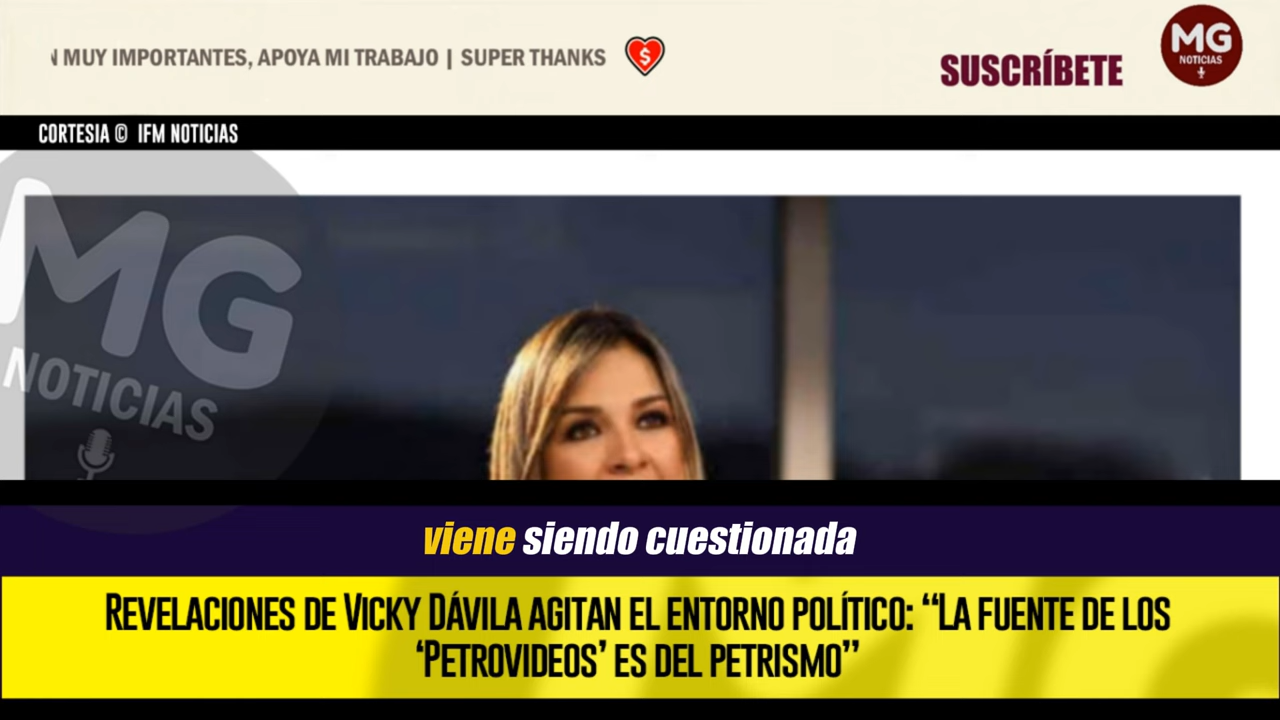 MUY IMPORTANTES, APOYA MI TRABAJO | SUPER THANKS
$
SUSCRÍBETE
MG
NOTICIAS
CORTESIA © IFM NOTICIAS
MG
NOTICIAS
viene siendo cuestionada
REVELACIONES DE VICKY DÁVILA AGITAN EL ENTORNO POLÍTICO: “LA FUENTE DE LOS
‘PETROVIDEOS’ ES DEL PETRISMO”